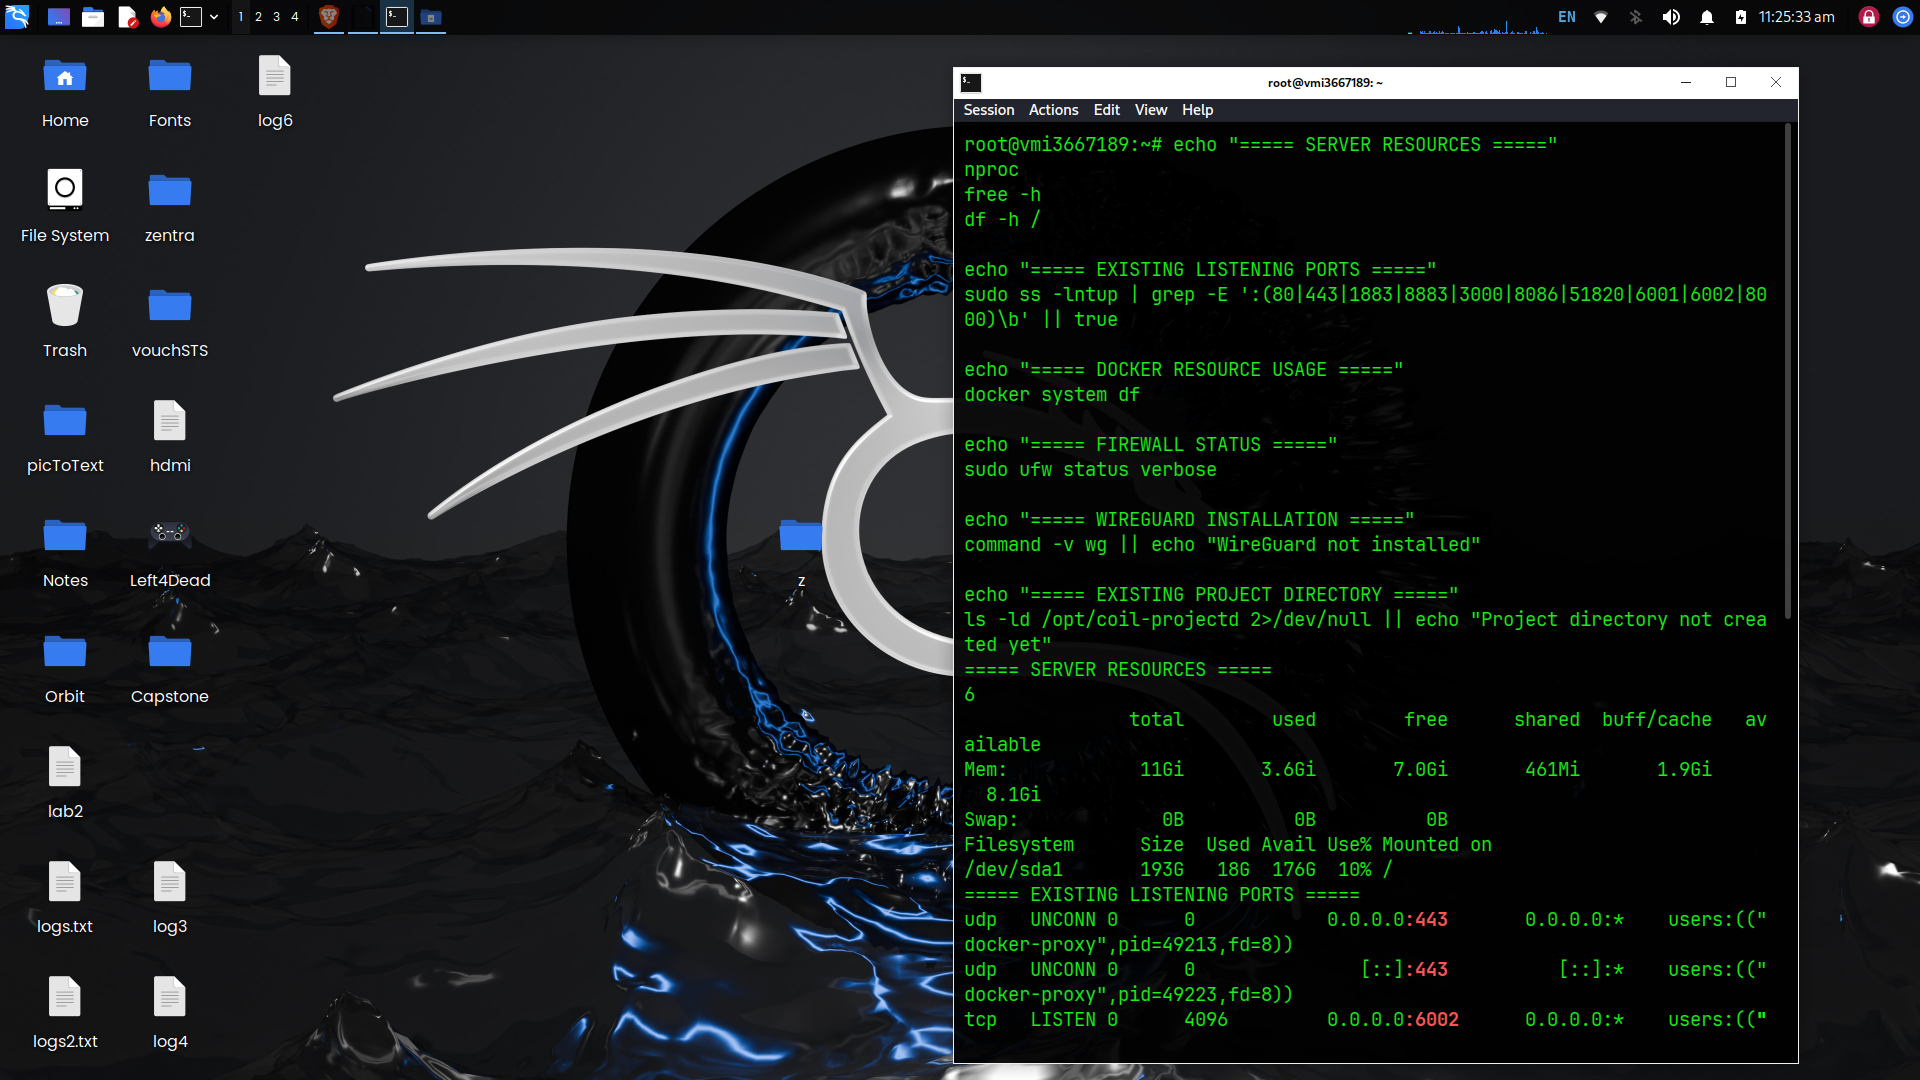 1 2 3 4
EN
11:25:33 am
Home
Fonts
log6
File System
zentra
Trash
vouchSTS
picToText
hdmi
Notes
Left4Dead
z
Orbit
Capstone
lab2
logs.txt
log3
logs2.txt
log4
root@vmi3667189: ~
Session Actions Edit View Help
root@vmi3667189:~# echo "===== SERVER RESOURCES ====="
nproc
free -h
df -h /
echo "===== EXISTING LISTENING PORTS ====="
sudo ss -lntup | grep -E ':(80|443|1883|8883|3000|8086|51820|6001|6002|80
00)\b' || true
echo "===== DOCKER RESOURCE USAGE ====="
docker system df
echo "===== FIREWALL STATUS ====="
sudo ufw status verbose
echo "===== WIREGUARD INSTALLATION ====="
command -v wg || echo "WireGuard not installed"
echo "===== EXISTING PROJECT DIRECTORY ====="
ls -ld /opt/coil-projectd 2>/dev/null || echo "Project directory not crea
ted yet"
===== SERVER RESOURCES =====
6
total used free shared buff/cache av
ailable
Mem: 11Gi 3.6Gi 7.0Gi 461Mi 1.9Gi
8.1Gi
Swap: 0B 0B 0B
Filesystem Size Used Avail Use% Mounted on
/dev/sda1 193G 18G 176G 10% /
===== EXISTING LISTENING PORTS =====
udp UNCONN 0 0 0.0.0.0:443 0.0.0.0:* users:(("
docker-proxy",pid=49213,fd=8))
udp UNCONN 0 0 [::]:443 [::]:* users:(("
docker-proxy",pid=49223,fd=8))
tcp LISTEN 0 4096 0.0.0.0:6002 0.0.0.0:* users:(("